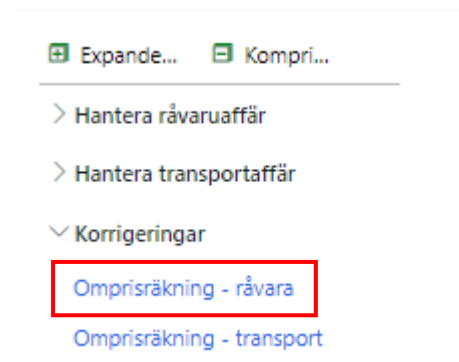 Expande... Kompri...
Hantera råvaruaffär
Hantera transportaffär
Korrigeringar
Omprisräkning - råvara
Omprisräkning - transport